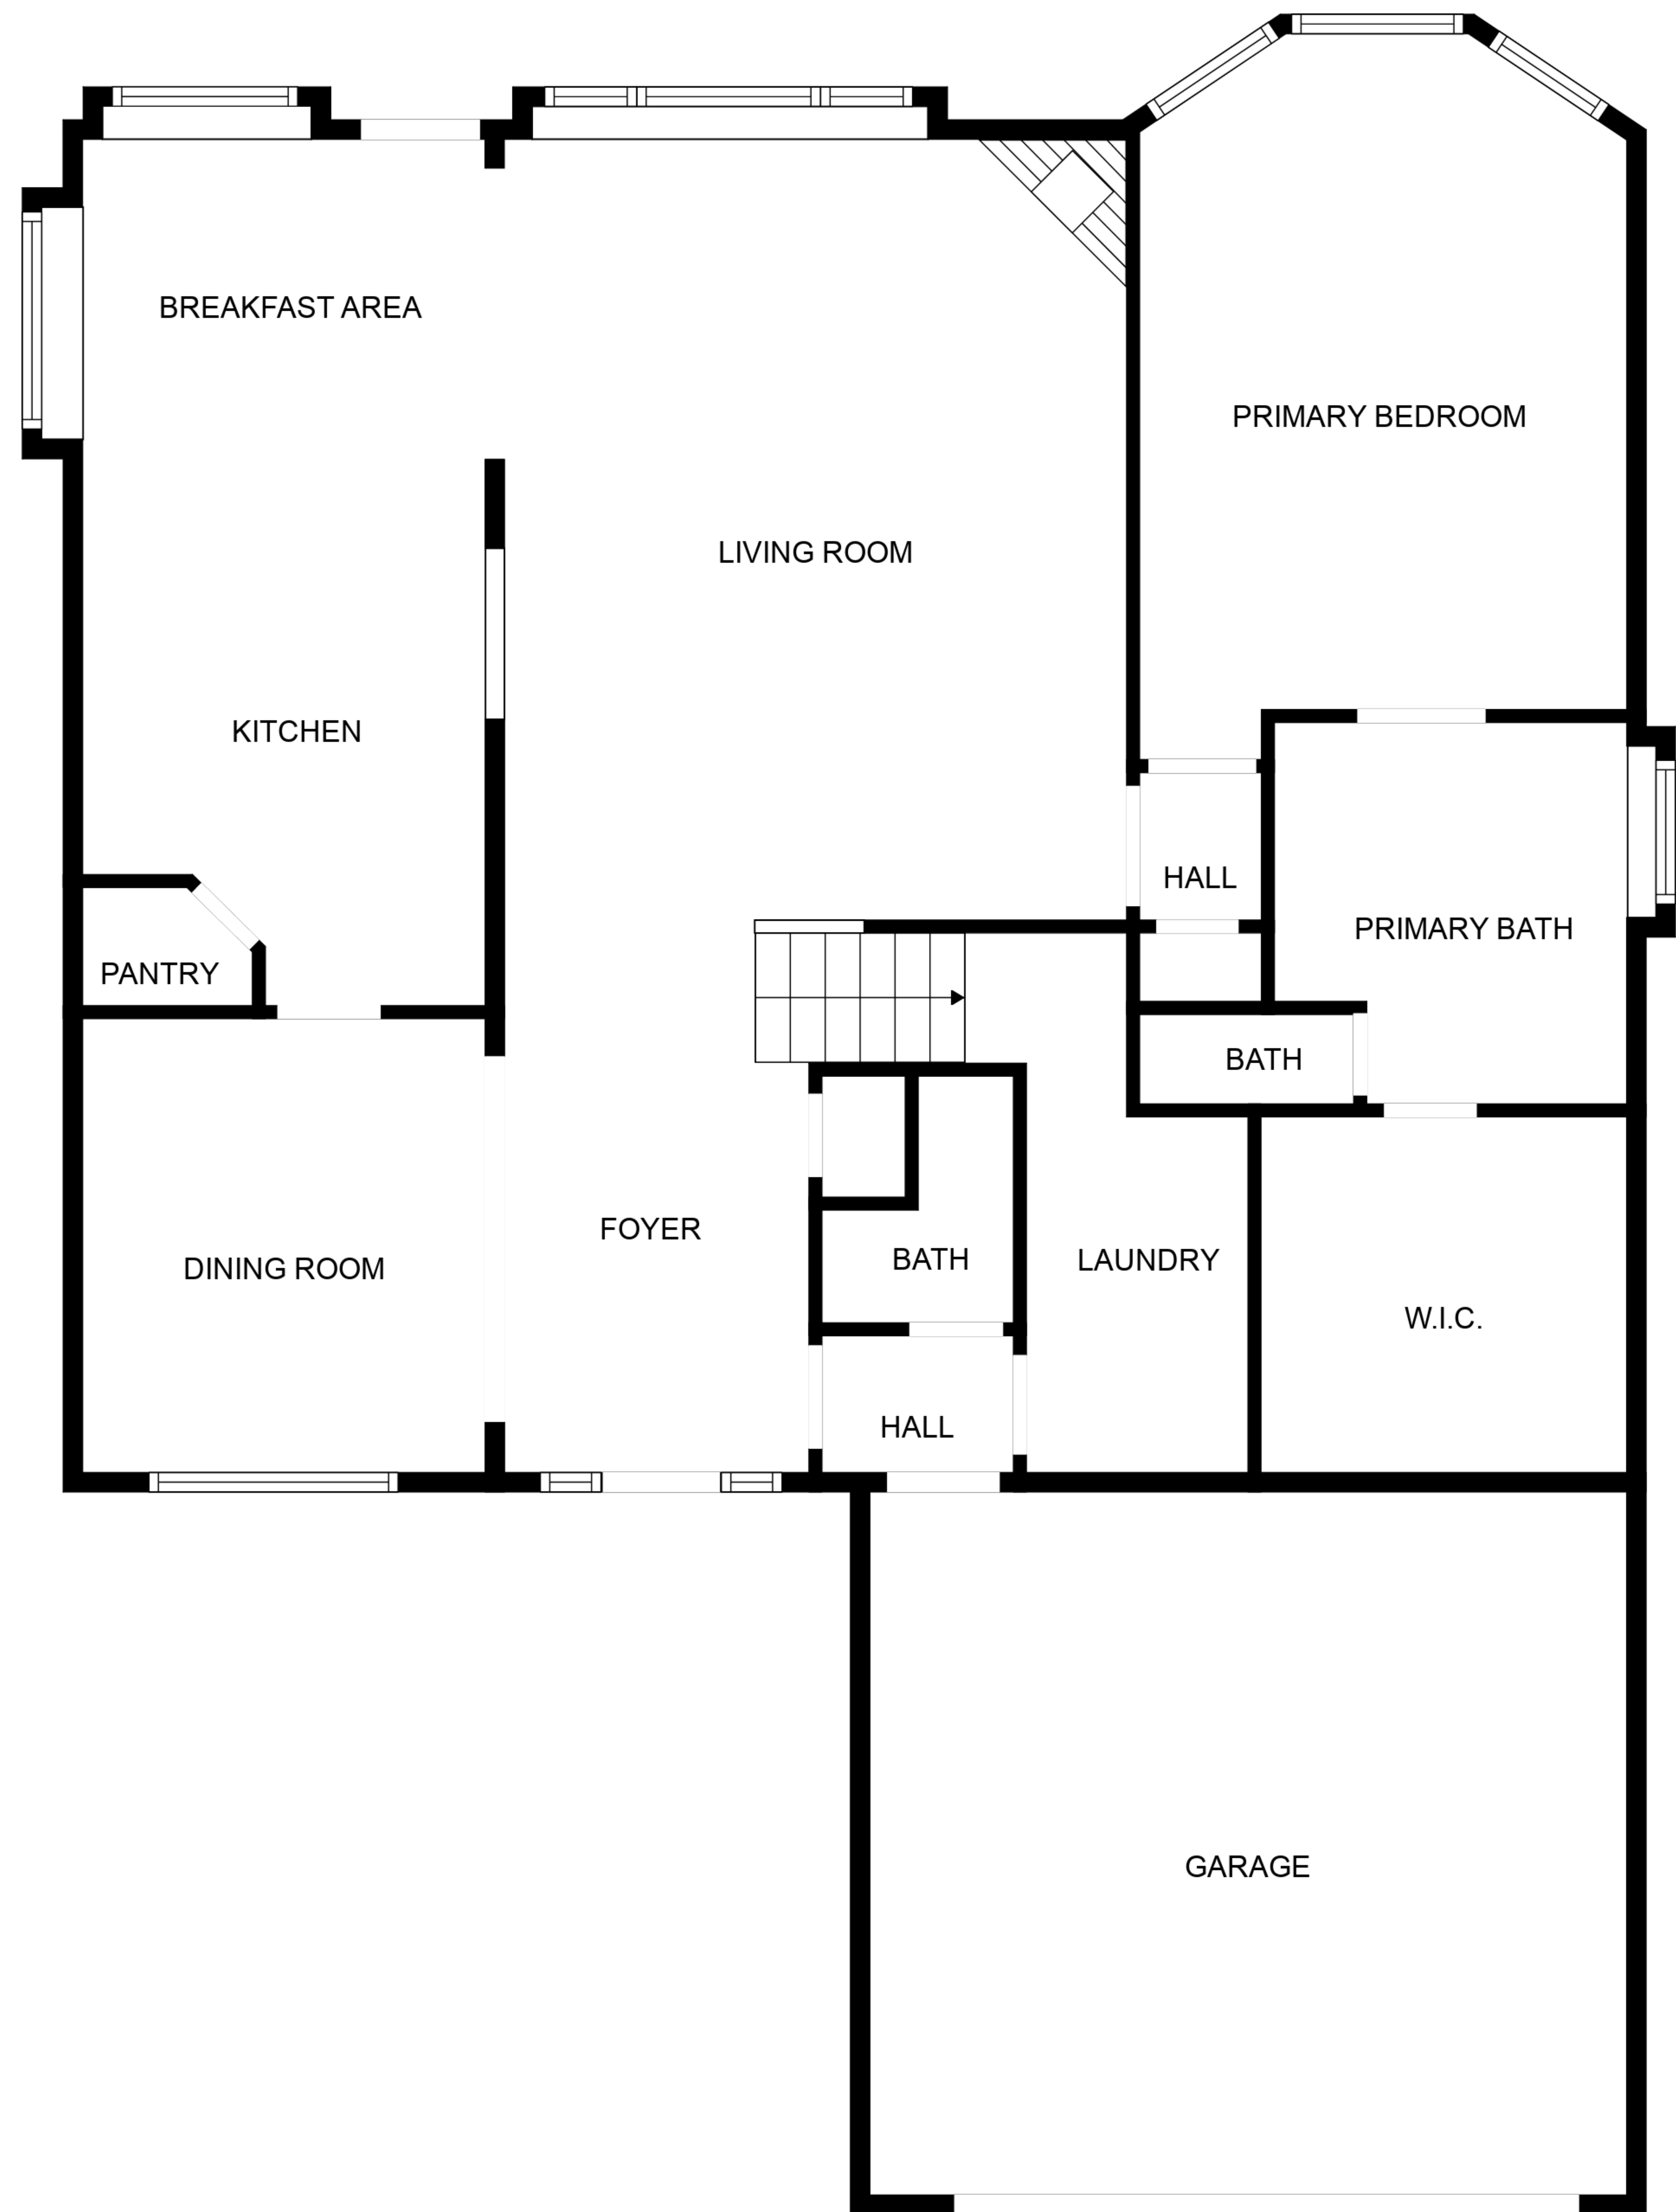 BREAKFAST AREA
PRIMARY BEDROOM
LIVING ROOM
KITCHEN
HALL
PRIMARY BATH
PANTRY
BATH
FOYER
DINING ROOM
BATH
LAUNDRY
W.I.C.
HALL
GARAGE